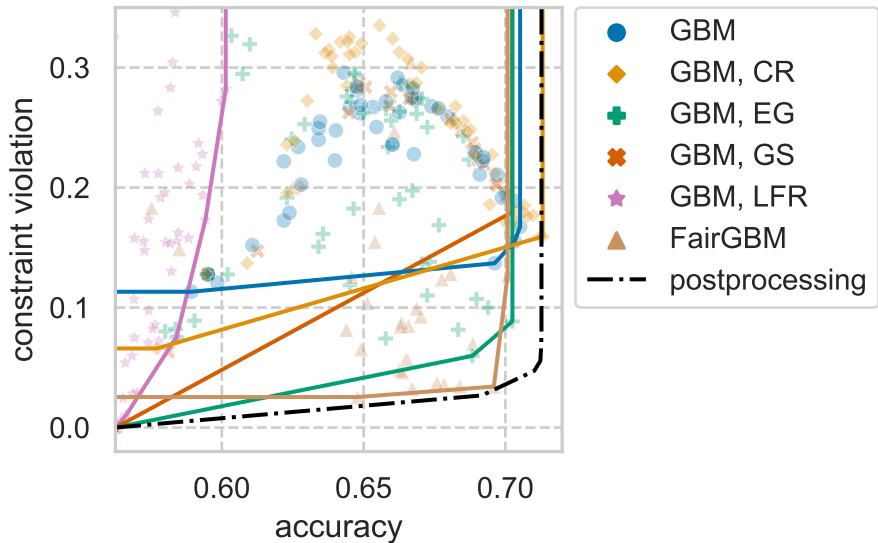 constraint violation
0.3
0.2
0.1
0.0
0.60
0.65
0.70
accuracy
GBM
GBM, CR
GBM, EG
GBM, GS
GBM, LFR
FairGBM
postprocessing